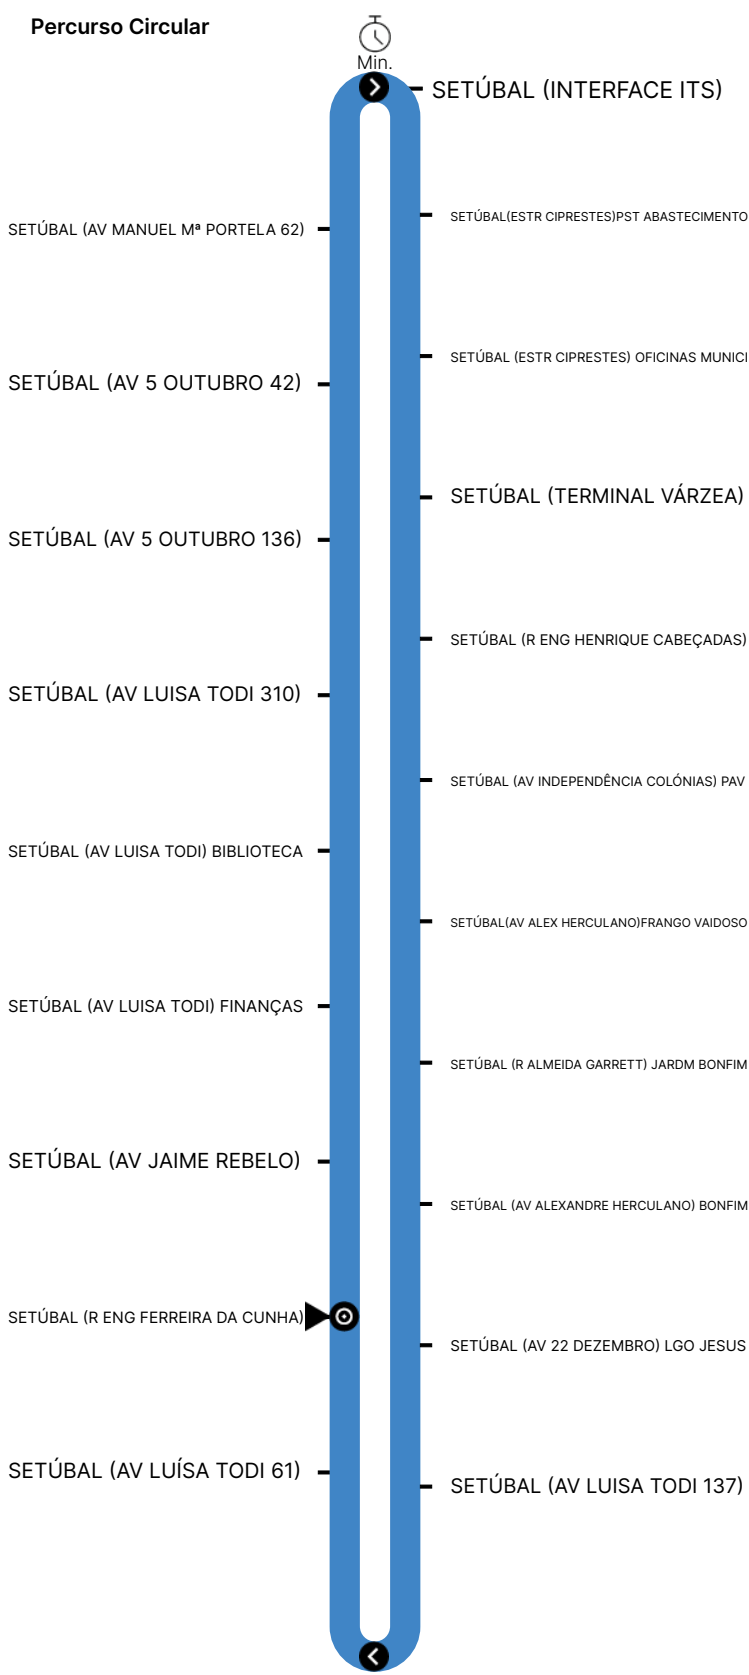 Percurso Circular
Min.
SETÚBAL (INTERFACE ITS)
SETÚBAL(ESTR CIPRESTES)PST ABASTECIMENTO
SETÚBAL (AV MANUEL Mª PORTELA 62)
SETÚBAL (ESTR CIPRESTES) OFICINAS MUNICI
SETÚBAL (AV 5 OUTUBRO 42)
SETÚBAL (TERMINAL VÁRZEA)
SETÚBAL (AV 5 OUTUBRO 136)
SETÚBAL (R ENG HENRIQUE CABEÇADAS)
SETÚBAL (AV LUISA TODI 310)
SETÚBAL (AV INDEPENDÊNCIA COLÓNIAS) PAV
SETÚBAL (AV LUISA TODI) BIBLIOTECA
SETÚBAL(AV ALEX HERCULANO)FRANGO VAIDOSO
SETÚBAL (AV LUISA TODI) FINANÇAS
SETÚBAL (R ALMEIDA GARRETT) JARDM BONFIM
SETÚBAL (AV JAIME REBELO)
SETÚBAL (AV ALEXANDRE HERCULANO) BONFIM
SETÚBAL (R ENG FERREIRA DA CUNHA)
SETÚBAL (AV 22 DEZEMBRO) LGO JESUS
SETÚBAL (AV LUÍSA TODI 61)
SETÚBAL (AV LUISA TODI 137)